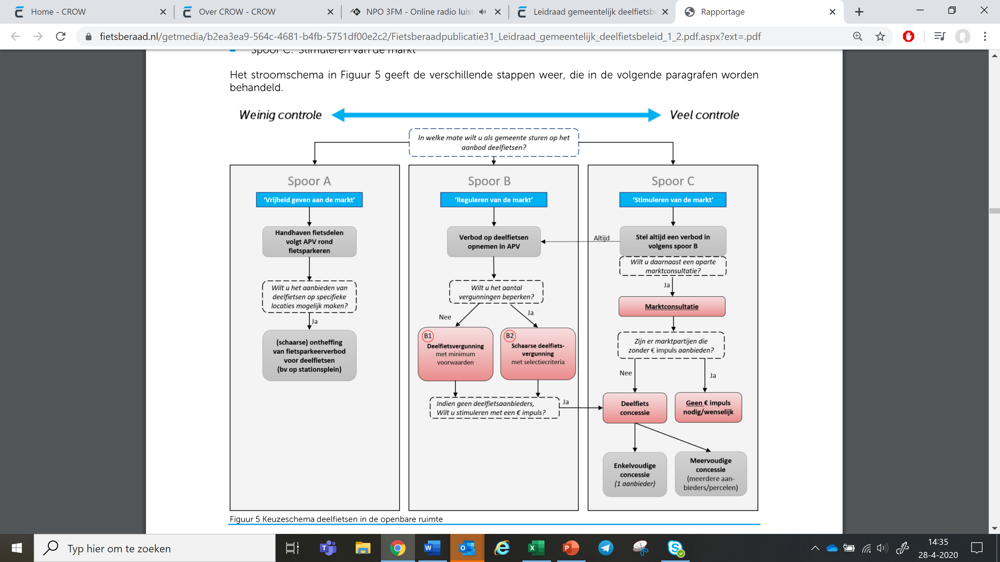 Home - CROW
Over CROW - CROW
NPO 3FM - Online radio luist
Leidraad gemeentelijk deelfietsbe
Rapportage
fietsberaad.nl/getmedia/b2ea3ea9-564c-4681-b4fb-5751df00e2c2/Fietsberaadpublicatie31_Leidraad_gemeentelijk_deelfietsbeleid_1_2.pdf.aspx?ext=.pdf
Spoor C: Stimuleren van de markt
Het stroomschema in Figuur 5 geeft de verschillende stappen weer, die in de volgende paragrafen worden
behandeld.
Weinig controle
Veel controle
In welke mate wilt u als gemeente sturen op het
aanbod deelfietsen?
Spoor A
'Vrijheid geven aan de markt'
Handhaven fietsdelen
volgt APV rond
fietsparkeren
Wilt u het aanbieden van
deelfietsen op specifieke
locaties mogelijk maken?
Ja
(schaarse) ontheffing
van fietsparkeerverbod
voor deelfietsen
(bv op stationsplein)
Spoor B
'Reguleren van de markt'
Verbod op deelfietsen
opnemen in APV
Wilt u het aantal
vergunningen beperken?
Nee
Ja
B1
Deelfietsvergunning
met minimum
voorwaarden
B2
Schaarse deelfiets-
vergunning
met selectiecriteria
Indien geen deelfietsaanbieders,
Wilt u stimuleren met een € impuls?
Ja
Spoor C
'Stimuleren van de markt'
Altijd
Stel altijd een verbod in
volgens spoor B
Wilt u daarnaast een aparte
marktconsultatie?
Ja
Marktconsultatie
Zijn er marktpartijen die
zonder € impuls aanbieden?
Nee
Ja
Deelfiets
concessie
Geen € impuls
nodig/wenselijk
Enkelvoudige
concessie
(1 aanbieder)
Meervoudige
concessie
(meerdere aan-
bieders/percelen)
Figuur 5 Keuzeschema deelfietsen in de openbare ruimte
Typ hier om te zoeken
14:35
28-4-2020